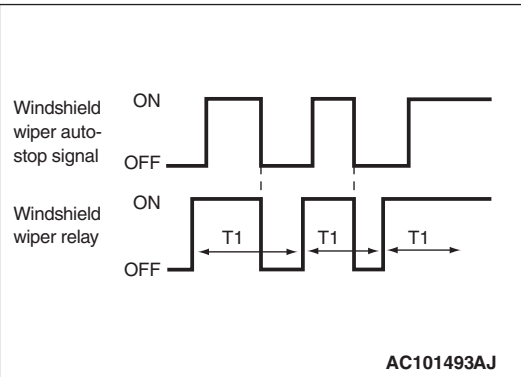 Windshield
wiper auto-
stop signal
ON
OFF
Windshield
wiper relay
ON
OFF
T1
T1
T1
AC101493AJ